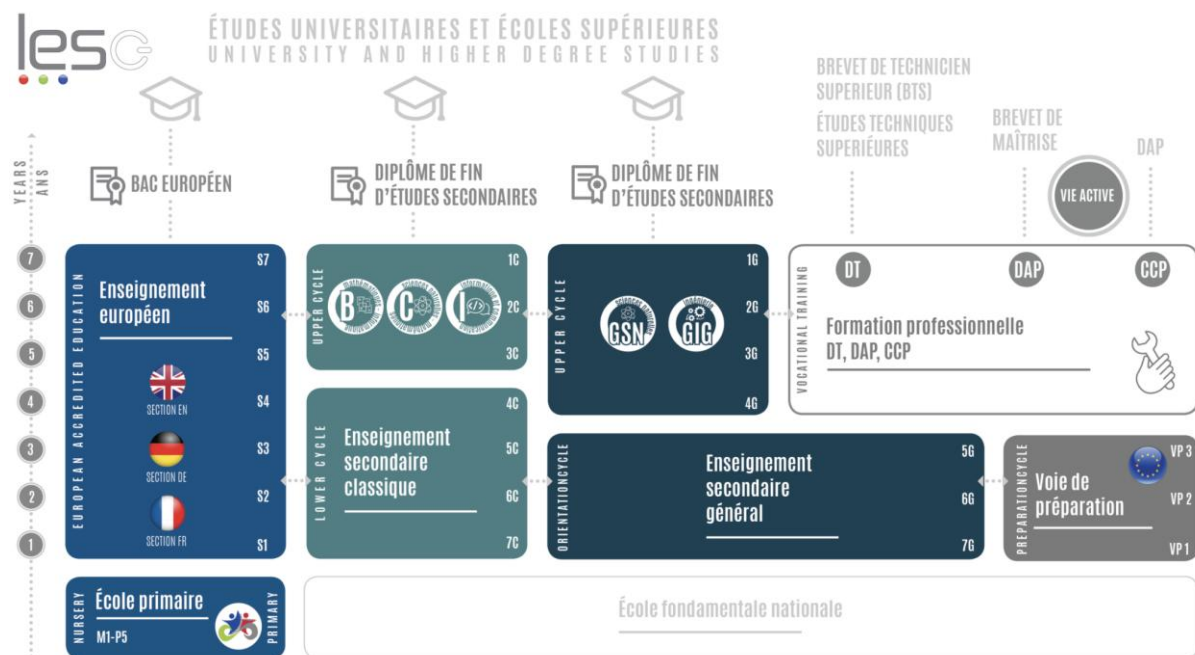 lesc
ÉTUDES UNIVERSITAIRES ET ÉCOLES SUPÉRIEURES
UNIVERSITY AND HIGHER DEGREE STUDIES
BREVET DE TECHNICIEN
SUPERIEUR (BTS)
ÉTUDES TECHNIQUES
SUPERIÉURES
BREVET DE
MAÎTRISE
DAP
VIE ACTIVE
YEARS
ANS
BAC EUROPÉEN
DIPLÔME DE FIN
D'ÉTUDES SECONDAIRES
DIPLÔME DE FIN
D'ÉTUDES SECONDAIRES
7
6
5
4
3
2
1
EUROPEAN ACCREDITED EDUCATION
Enseignement
européen
SECTION EN
SECTION DE
SECTION FR
S7
S6
S5
S4
S3
S2
S1
UPPER CYCLE
B
C
I
1C
2C
3C
LOWER CYCLE
Enseignement
secondaire
classique
4C
5C
6C
7C
UPPER CYCLE
GSN
GIG
1G
2G
3G
4G
ORIENTATIONCYCLE
Enseignement
secondaire
général
5G
6G
7G
VOCATIONAL TRAINING
DT
DAP
CCP
Formation professionnelle
DT, DAP, CCP
PREPARATIONCYCLE
Voie de
préparation
VP 3
VP 2
VP 1
NURSERY
École primaire
M1-P5
PRIMARY
École fondamentale nationale